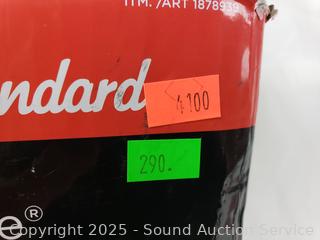 ITM. /ART 1878939
ndard
4100
290.
e®
Copyright 2025 - Sound Auction Service